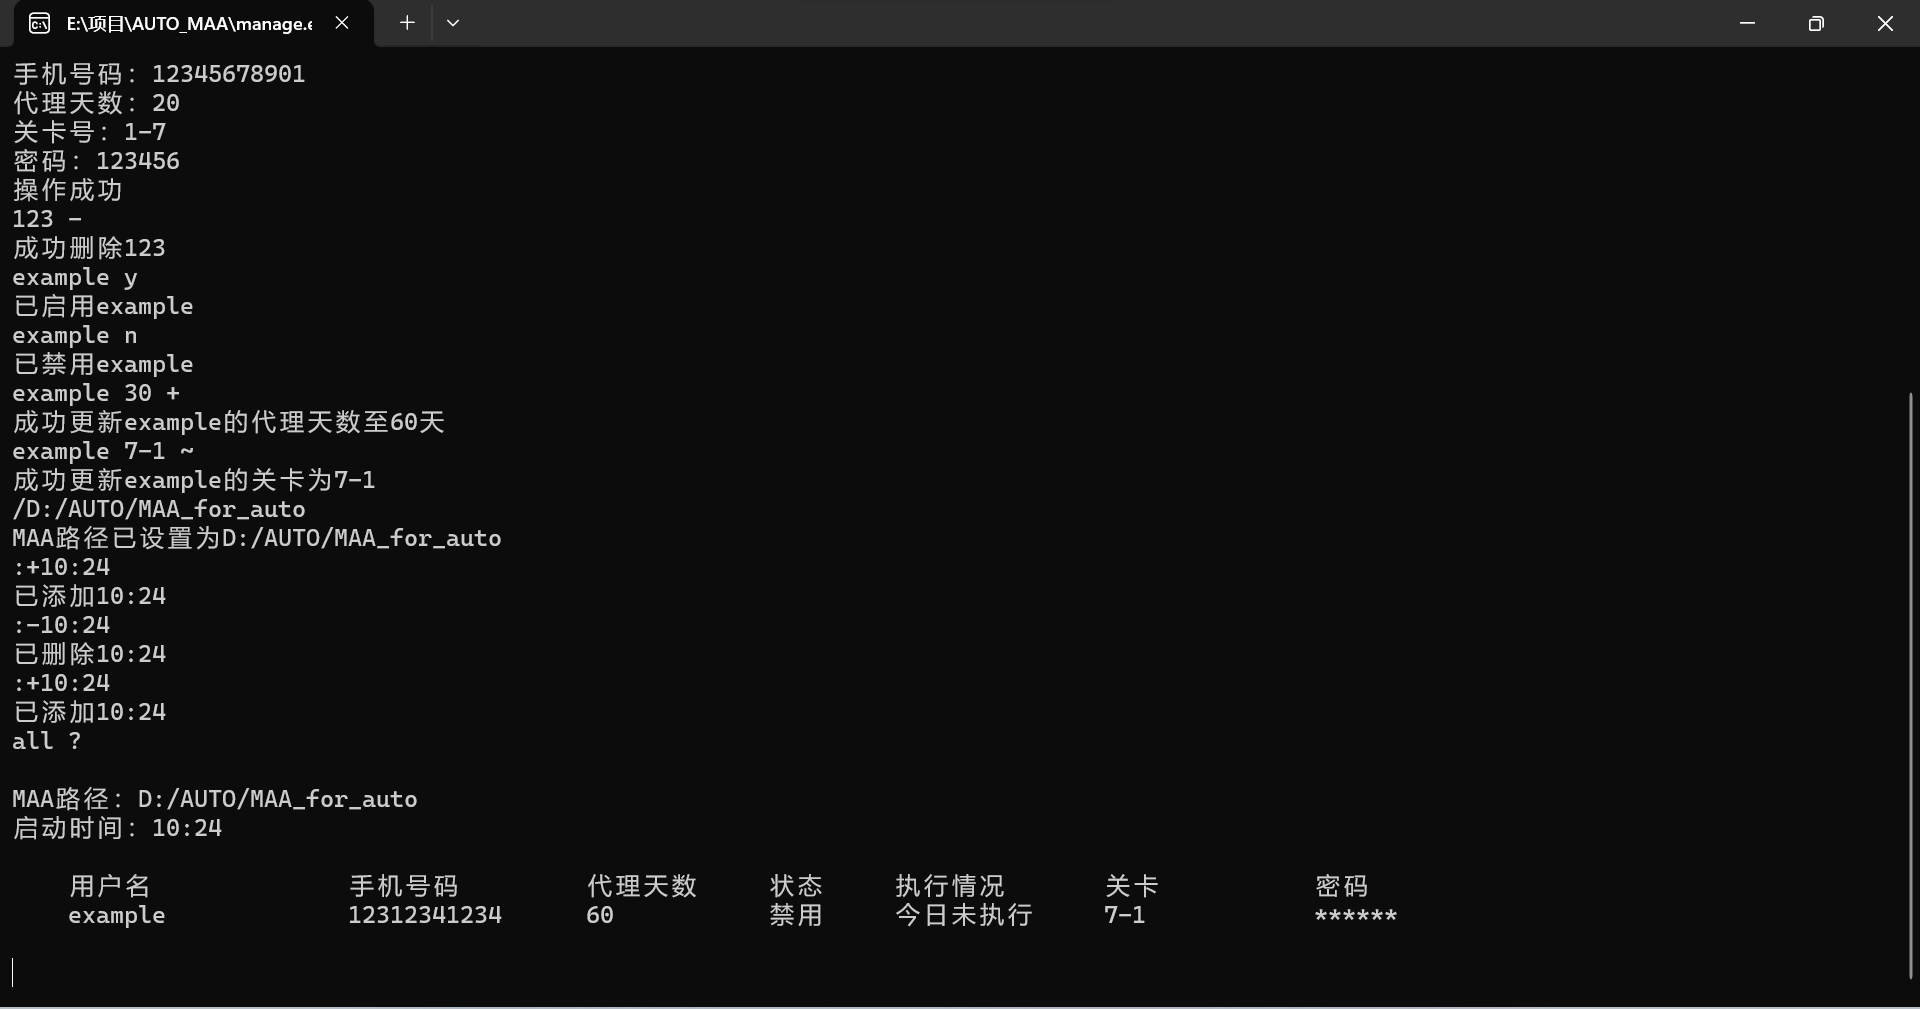 E:\项目\AUTO_MAA\manage.e
手机号码：12345678901
代理天数：20
关卡号：1-7
密码：123456
操作成功
123 -
成功删除123
example y
已启用example
example n
已禁用example
example 30 +
成功更新example的代理天数至60天
example 7-1 ~
成功更新example的关卡为7-1
/D:/AUTO/MAA_for_auto
MAA路径已设置为D:/AUTO/MAA_for_auto
:+10:24
已添加10:24
:-10:24
已删除10:24
:+10:24
已添加10:24
all ?
MAA路径：D:/AUTO/MAA_for_auto
启动时间：10:24
用户名 手机号码 代理天数 状态 执行情况 关卡 密码
example 12312341234 60 禁用 今日未执行 7-1 ******